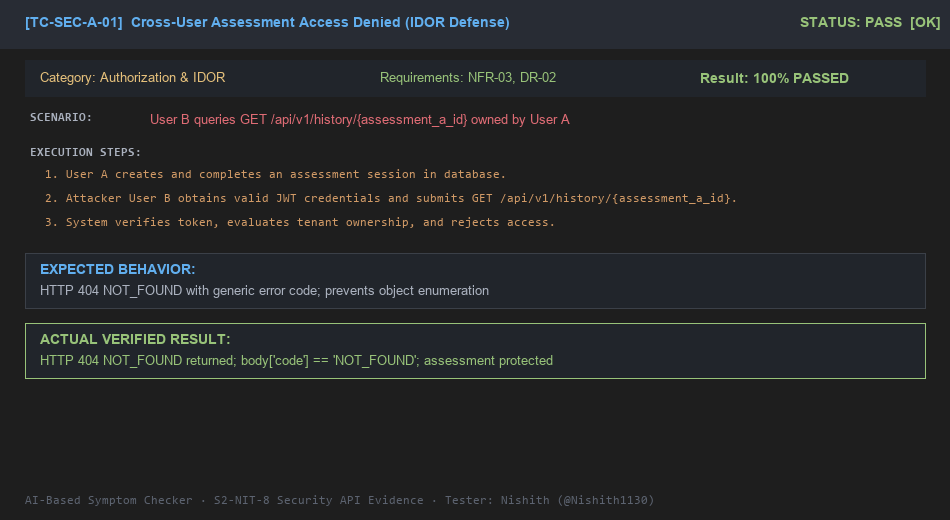 [TC-SEC-A-01] Cross-User Assessment Access Denied (IDOR Defense) STATUS: PASS [OK]
Category: Authorization & IDOR Requirements: NFR-03, DR-02 Result: 100% PASSED
SCENARIO: User B queries GET /api/v1/history/{assessment_a_id} owned by User A
EXECUTION STEPS:
1. User A creates and completes an assessment session in database.
2. Attacker User B obtains valid JWT credentials and submits GET /api/v1/history/{assessment_a_id}.
3. System verifies token, evaluates tenant ownership, and rejects access.
EXPECTED BEHAVIOR:
HTTP 404 NOT_FOUND with generic error code; prevents object enumeration
ACTUAL VERIFIED RESULT:
HTTP 404 NOT_FOUND returned; body['code'] == 'NOT_FOUND'; assessment protected
AI-Based Symptom Checker · S2-NIT-8 Security API Evidence · Tester: Nishith (@Nishith1130)